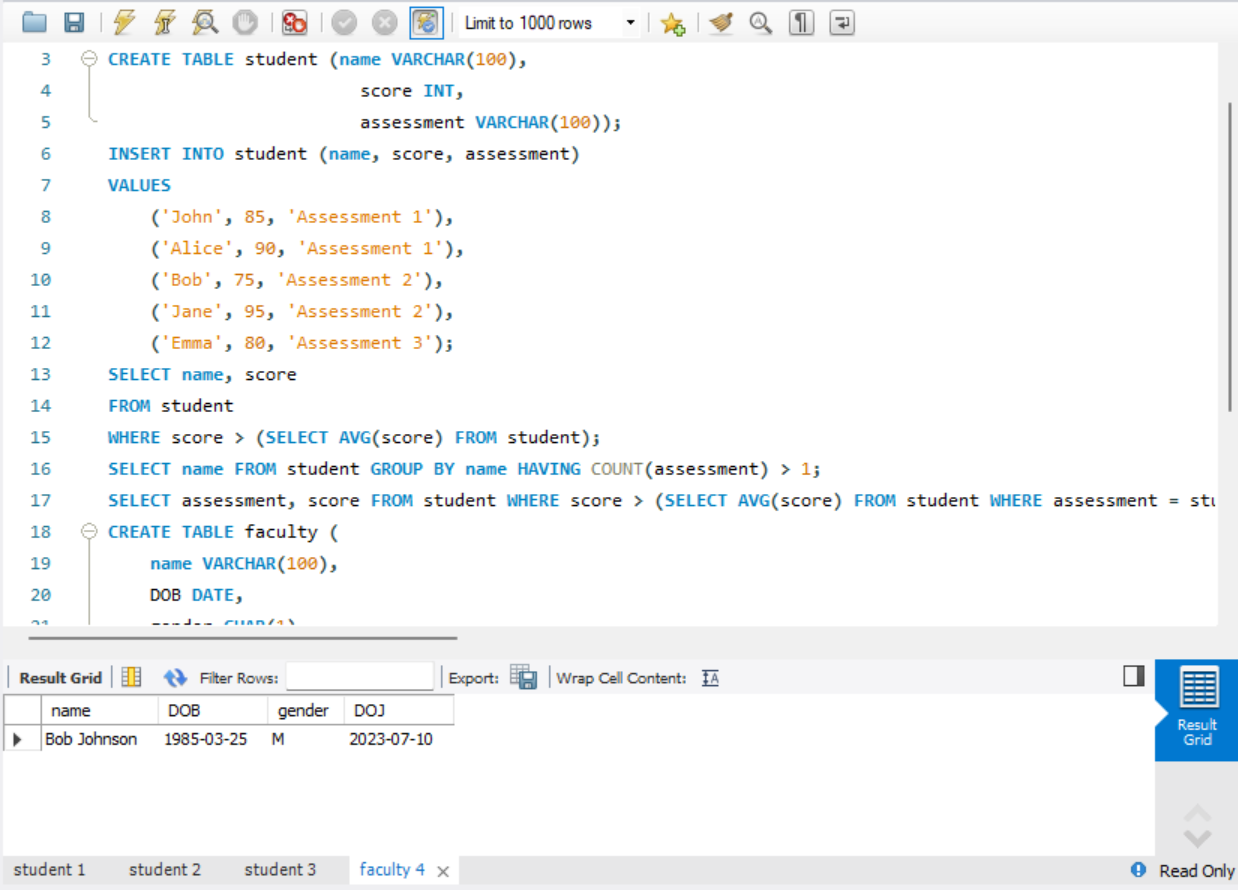 Limit to 1000 rows
3 CREATE TABLE student (name VARCHAR(100),
4 score INT,
5 assessment VARCHAR(100));
6 INSERT INTO student (name, score, assessment)
7 VALUES
8 ('John', 85, 'Assessment 1'),
9 ('Alice', 90, 'Assessment 1'),
10 ('Bob', 75, 'Assessment 2'),
11 ('Jane', 95, 'Assessment 2'),
12 ('Emma', 80, 'Assessment 3');
13 SELECT name, score
14 FROM student
15 WHERE score > (SELECT AVG(score) FROM student);
16 SELECT name FROM student GROUP BY name HAVING COUNT(assessment) > 1;
17 SELECT assessment, score FROM student WHERE score > (SELECT AVG(score) FROM student WHERE assessment = stu
18 CREATE TABLE faculty (
19 name VARCHAR(100),
20 DOB DATE,
21 gender CHAR(1)
Result Grid Filter Rows: Export: Wrap Cell Content: IA
name DOB gender DOJ
Bob Johnson 1985-03-25 M 2023-07-10
Result
Grid
student 1 student 2 student 3 faculty 4 Read Only